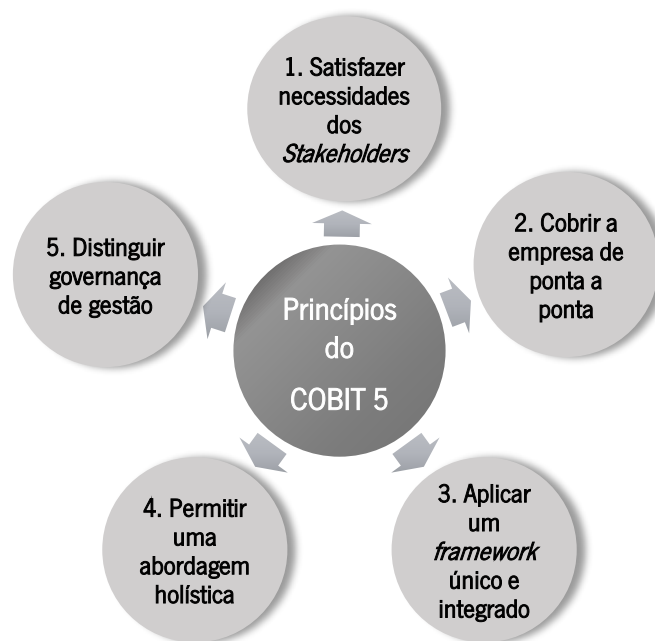 1. Satisfazer
necessidades
dos
Stakeholders
2. Cobrir a
empresa de
ponta a
ponta
3. Aplicar
um
framework
único e
integrado
4. Permitir
uma
abordagem
holística
5. Distinguir
governança
de gestão
Princípios
do
COBIT 5